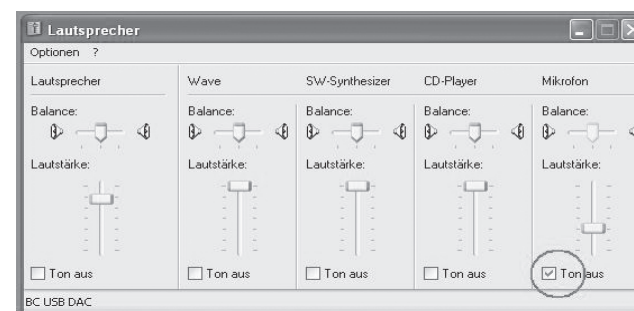 Lautsprecher
Optionen ?
Lautsprecher Wave SW-Synthesizer CD-Player Mikrofon
Balance: Balance: Balance: Balance: Balance:
Lautstärke: Lautstärke: Lautstärke: Lautstärke: Lautstärke:
Ton aus Ton aus Ton aus Ton aus Ton aus
BC USB DAC